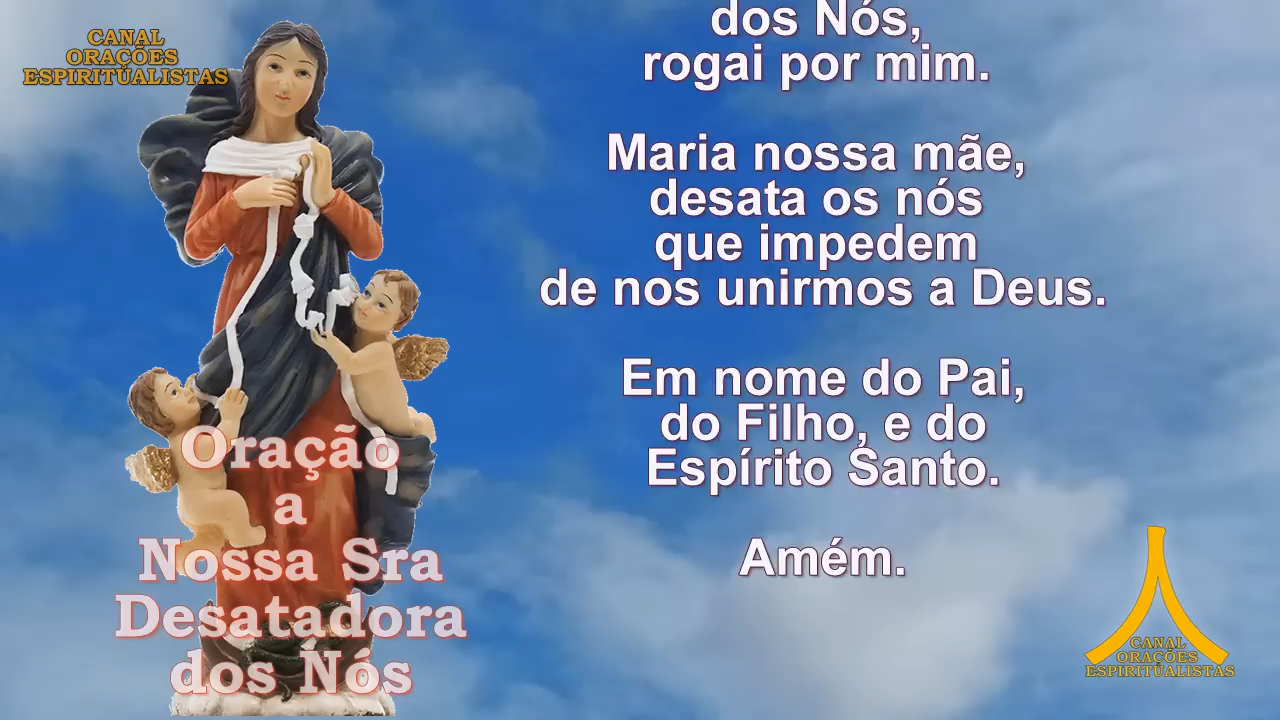 CANAL
ORAÇÕES
ESPIRITUALISTAS
dos Nós,
rogai por mim.
Maria nossa mãe,
desata os nós
que impedem
de nos unirmos a Deus.
Em nome do Pai,
do Filho, e do
Espírito Santo.
Amém.
Oração
a
Nossa Sra
Desatadora
dos Nós
CANAL
ORAÇÕES
ESPIRITUALISTAS